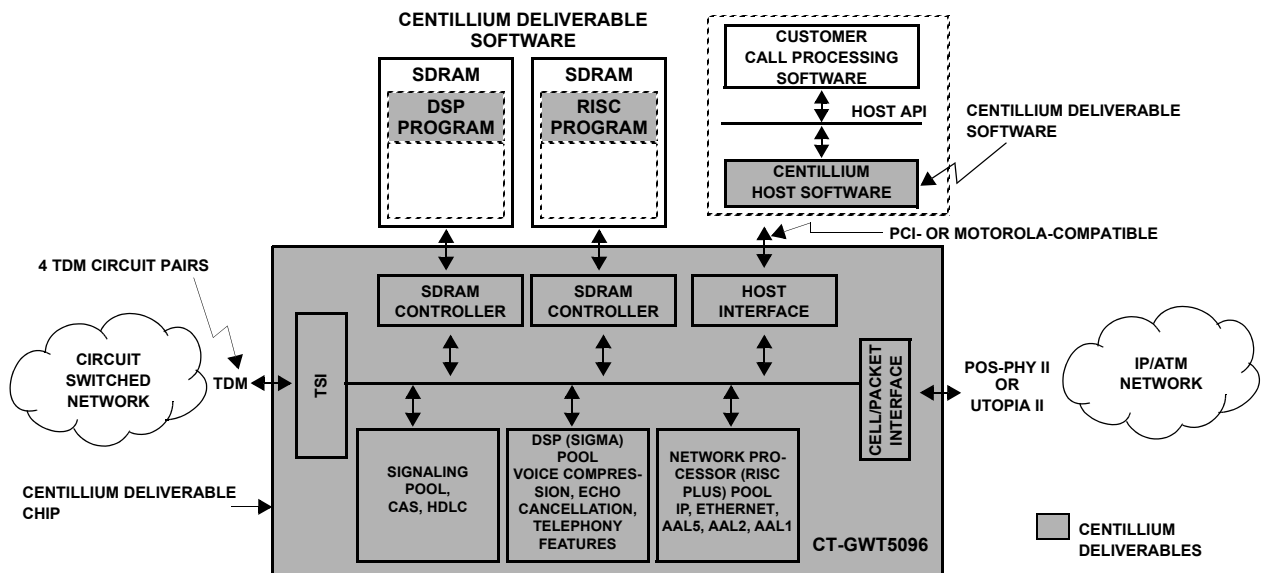 CENTILLIUM DELIVERABLE
SOFTWARE
SDRAM
DSP
PROGRAM
SDRAM
RISC
PROGRAM
CUSTOMER
CALL PROCESSING
SOFTWARE
HOST API
CENTILLIUM
HOST SOFTWARE
CENTILLIUM DELIVERABLE
SOFTWARE
PCI- OR MOTOROLA-COMPATIBLE
4 TDM CIRCUIT PAIRS
SDRAM
CONTROLLER
SDRAM
CONTROLLER
HOST
INTERFACE
CIRCUIT
SWITCHED
NETWORK
TDM
TSI
CELL/PACKET
INTERFACE
POS-PHY II
OR
UTOPIA II
IP/ATM
NETWORK
SIGNALING
POOL,
CAS, HDLC
DSP (SIGMA)
POOL
VOICE COMPRES-
SION, ECHO
CANCELLATION,
TELEPHONY
FEATURES
NETWORK PRO-
CESSOR (RISC
PLUS) POOL
IP, ETHERNET,
AAL5, AAL2, AAL1
CENTILLIUM DELIVERABLE
CHIP
CT-GWT5096
CENTILLIUM
DELIVERABLES